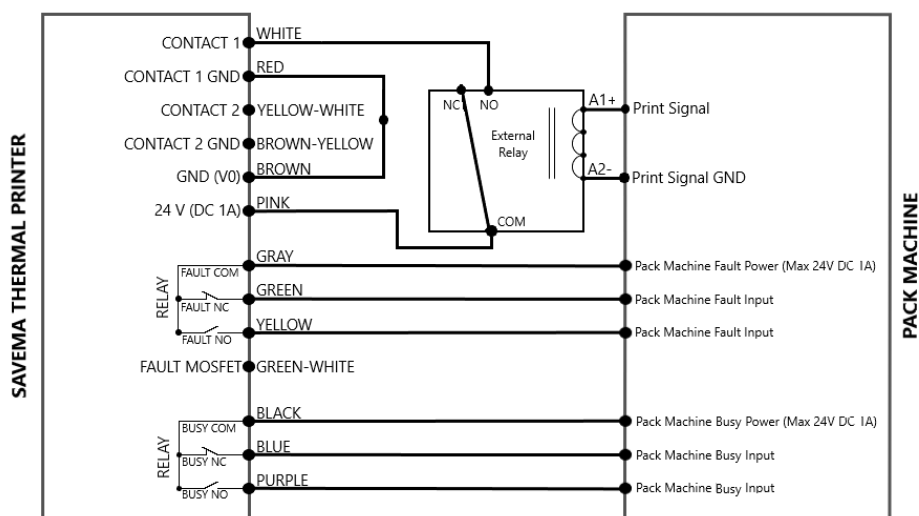 SAVEMA THERMAL PRINTER
CONTACT 1
WHITE
CONTACT 1 GND
RED
CONTACT 2
YELLOW-WHITE
CONTACT 2 GND
BROWN-YELLOW
GND (V0)
BROWN
24 V (DC 1A)
PINK
NC
NO
External
Relay
COM
A1+
Print Signal
A2-
Print Signal GND
RELAY
FAULT COM
GRAY
Pack Machine Fault Power (Max 24V DC 1A)
FAULT NC
GREEN
Pack Machine Fault Input
FAULT NO
YELLOW
Pack Machine Fault Input
FAULT MOSFET
GREEN-WHITE
RELAY
BUSY COM
BLACK
Pack Machine Busy Power (Max 24V DC 1A)
BUSY NC
BLUE
Pack Machine Busy Input
BUSY NO
PURPLE
Pack Machine Busy Input
PACK MACHINE